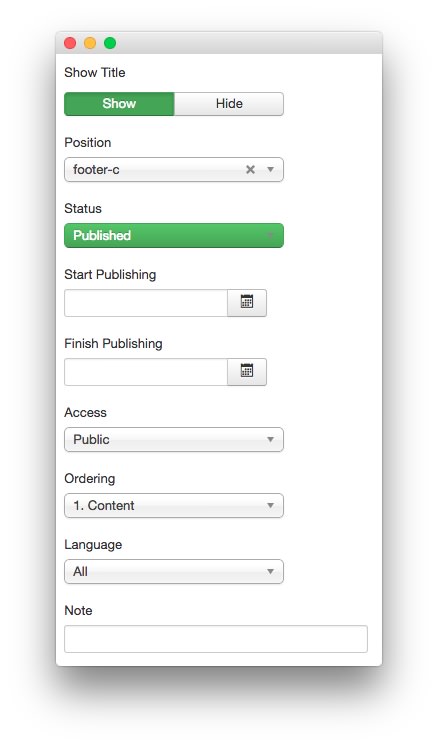 Show Title
Show Hide
Position
footer-c
Status
Published
Start Publishing
Finish Publishing
Access
Public
Ordering
1. Content
Language
All
Note